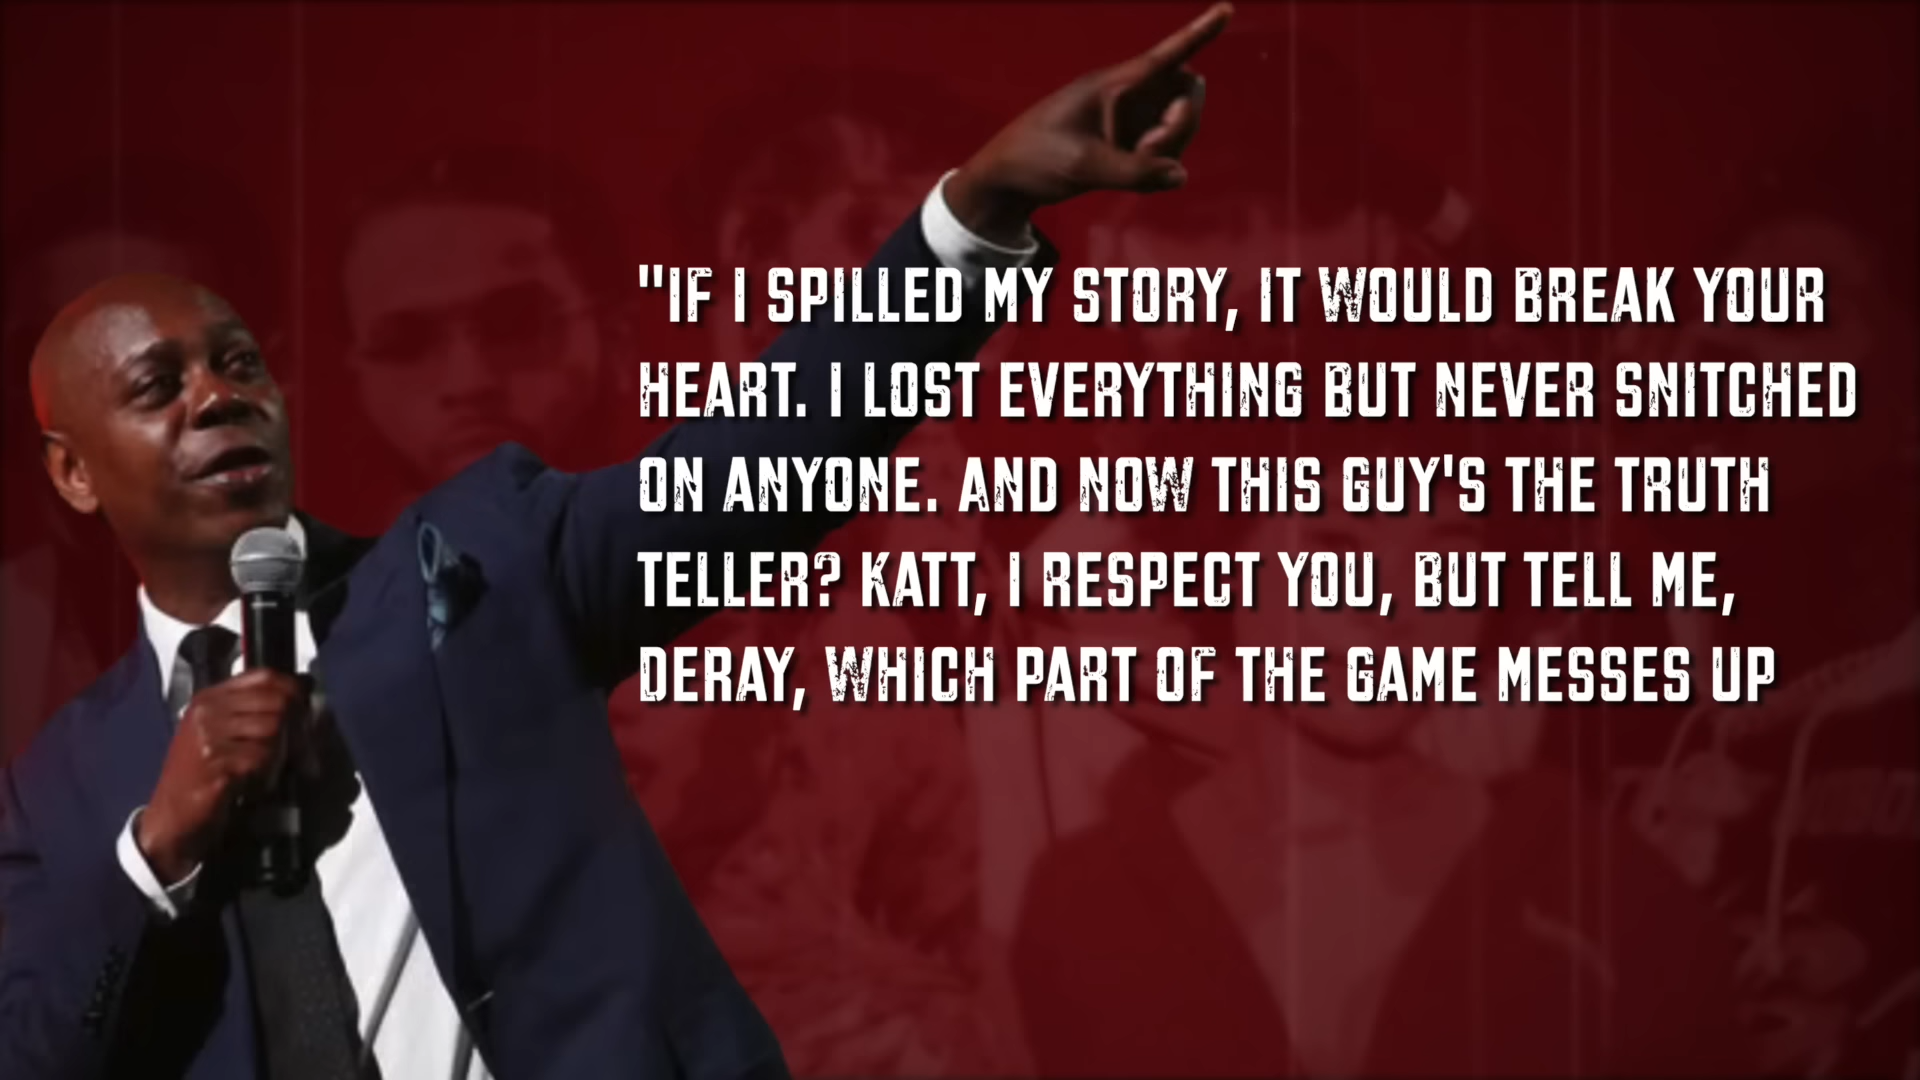 "IF I SPILLED MY STORY, IT WOULD BREAK YOUR
HEART. I LOST EVERYTHING BUT NEVER SNITCHED
ON ANYONE. AND NOW THIS GUY'S THE TRUTH
TELLER? KATT, I RESPECT YOU, BUT TELL ME,
DERAY, WHICH PART OF THE GAME MESSES UP